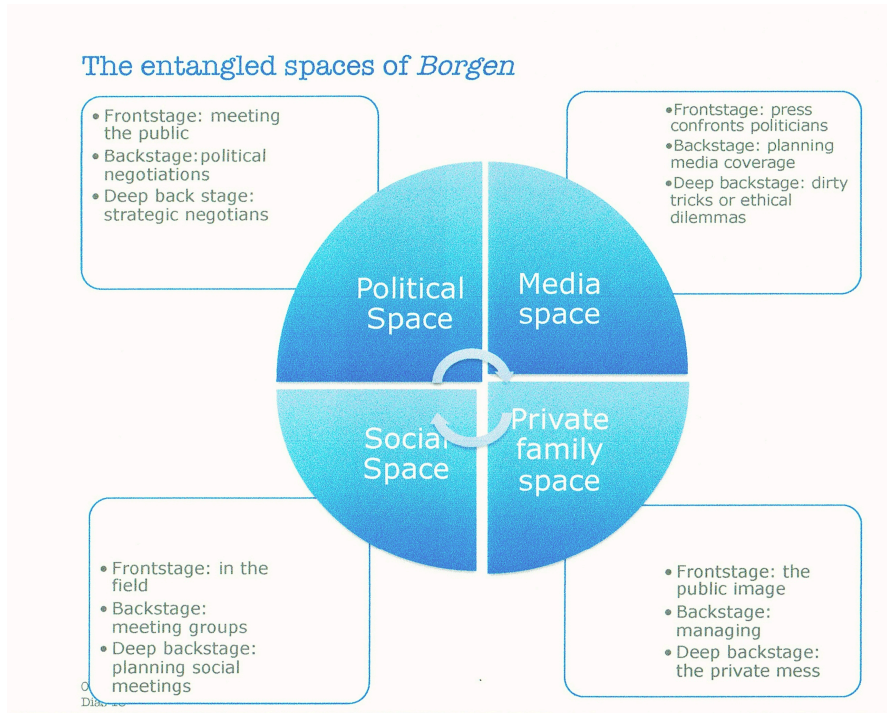 The entangled spaces of Borgen
•Frontstage: meeting
the public
•Backstage:political
negotiations
•Deep back stage:
strategic negotians
•Frontstage: press
confronts politicians
•Backstage: planning
media coverage
•Deep backstage: dirty
tricks or ethical
dilemmas
Political
Space
Media
space
Social
Space
Private
family
space
•Frontstage: in the
field
•Backstage:
meeting groups
•Deep backstage:
planning social
meetings
•Frontstage: the
public image
•Backstage:
managing
•Deep backstage:
the private mess